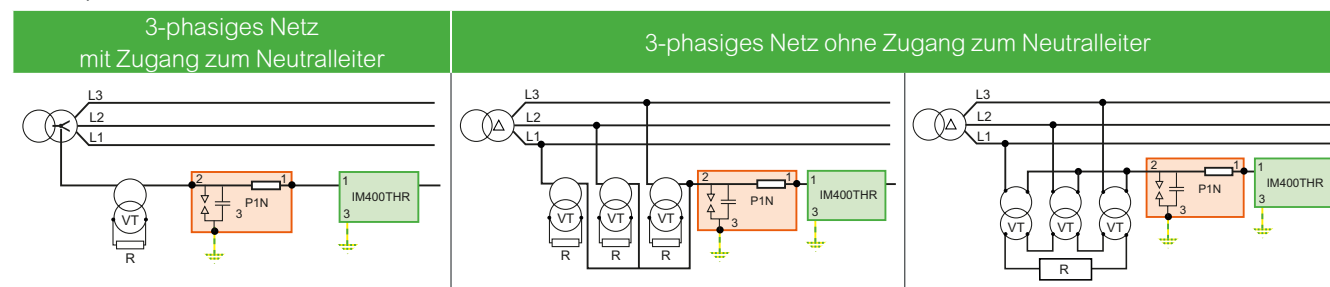 3-phasiges Netz
mit Zugang zum Neutralleiter
3-phasiges Netz ohne Zugang zum Neutralleiter
L3
L2
L1
2
1
P1N
3
VT
R
1
IM400THR
3
L3
L2
L1
2
1
P1N
3
VT
VT
VT
R
R
R
1
IM400THR
3
L3
L2
L1
2
1
P1N
3
VT
VT
VT
R
1
IM400THR
3